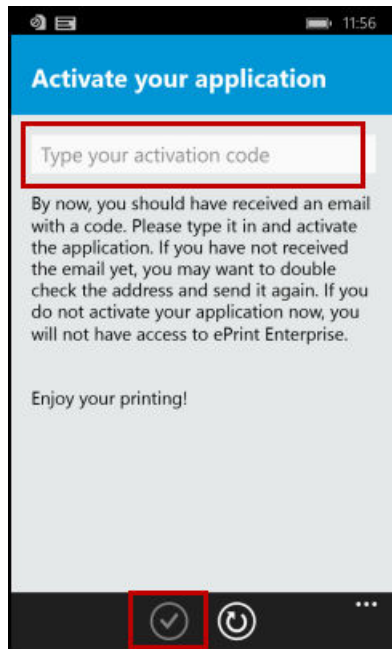 11:56
Activate your application
Type your activation code
By now, you should have received an email
with a code. Please type it in and activate
the application. If you have not received
the email yet, you may want to double
check the address and send it again. If you
do not activate your application now, you
will not have access to ePrint Enterprise.
Enjoy your printing!